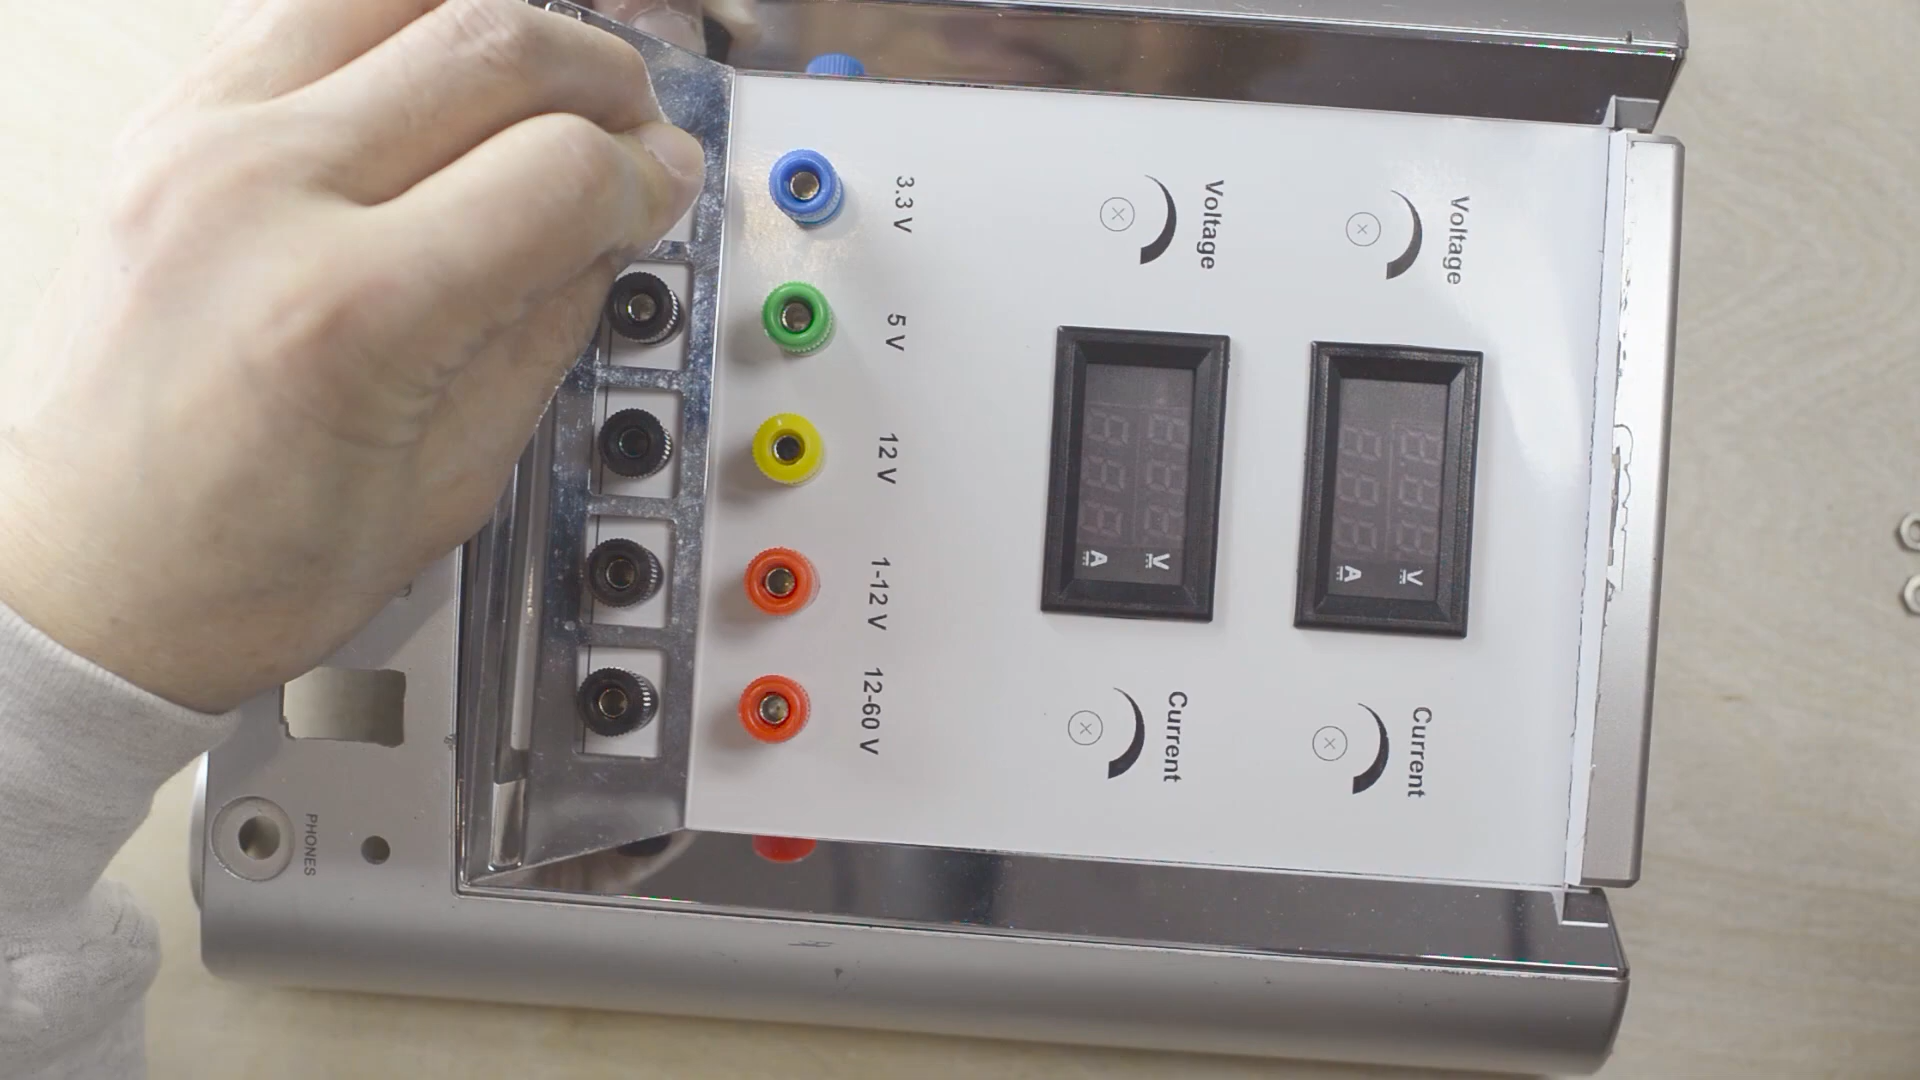 Voltage
Voltage
V
A
V
A
Current
Current
3.3 V
5 V
12 V
1-12 V
12-60 V
PHONES